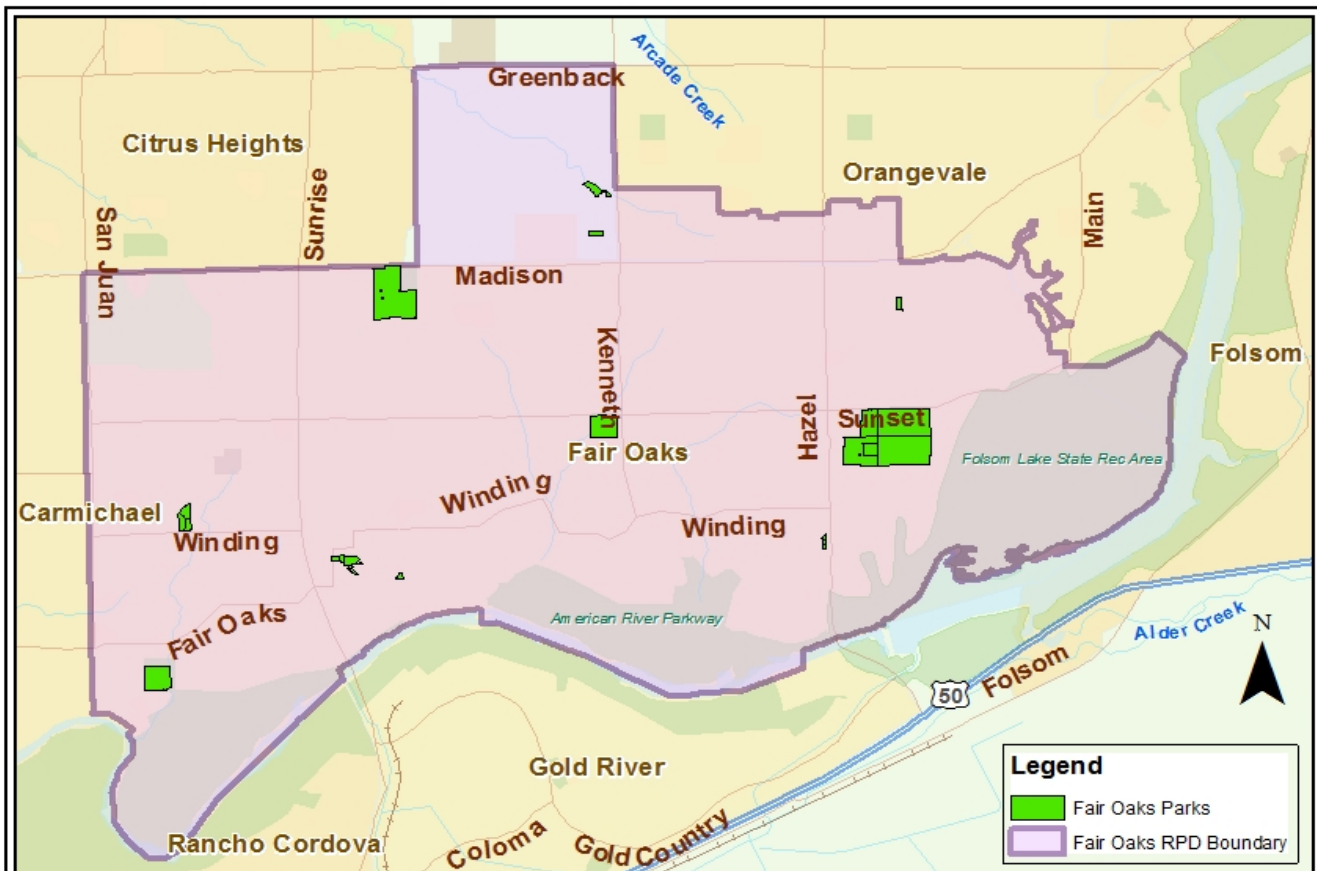 Greenback
Arcade Creek
Citrus Heights
Orangevale
San Juan
Sunrise
Main
Madison
Kenneth
Folsom
Hazel
Sunset
Fair Oaks
Folsom Lake State Rec Area
Winding
Carmichael
Winding
Winding
Fair Oaks
American River Parkway
Alder Creek
N
Folsom
50
Gold River
Legend
Fair Oaks Parks
Fair Oaks RPD Boundary
Rancho Cordova
Coloma
Gold Country